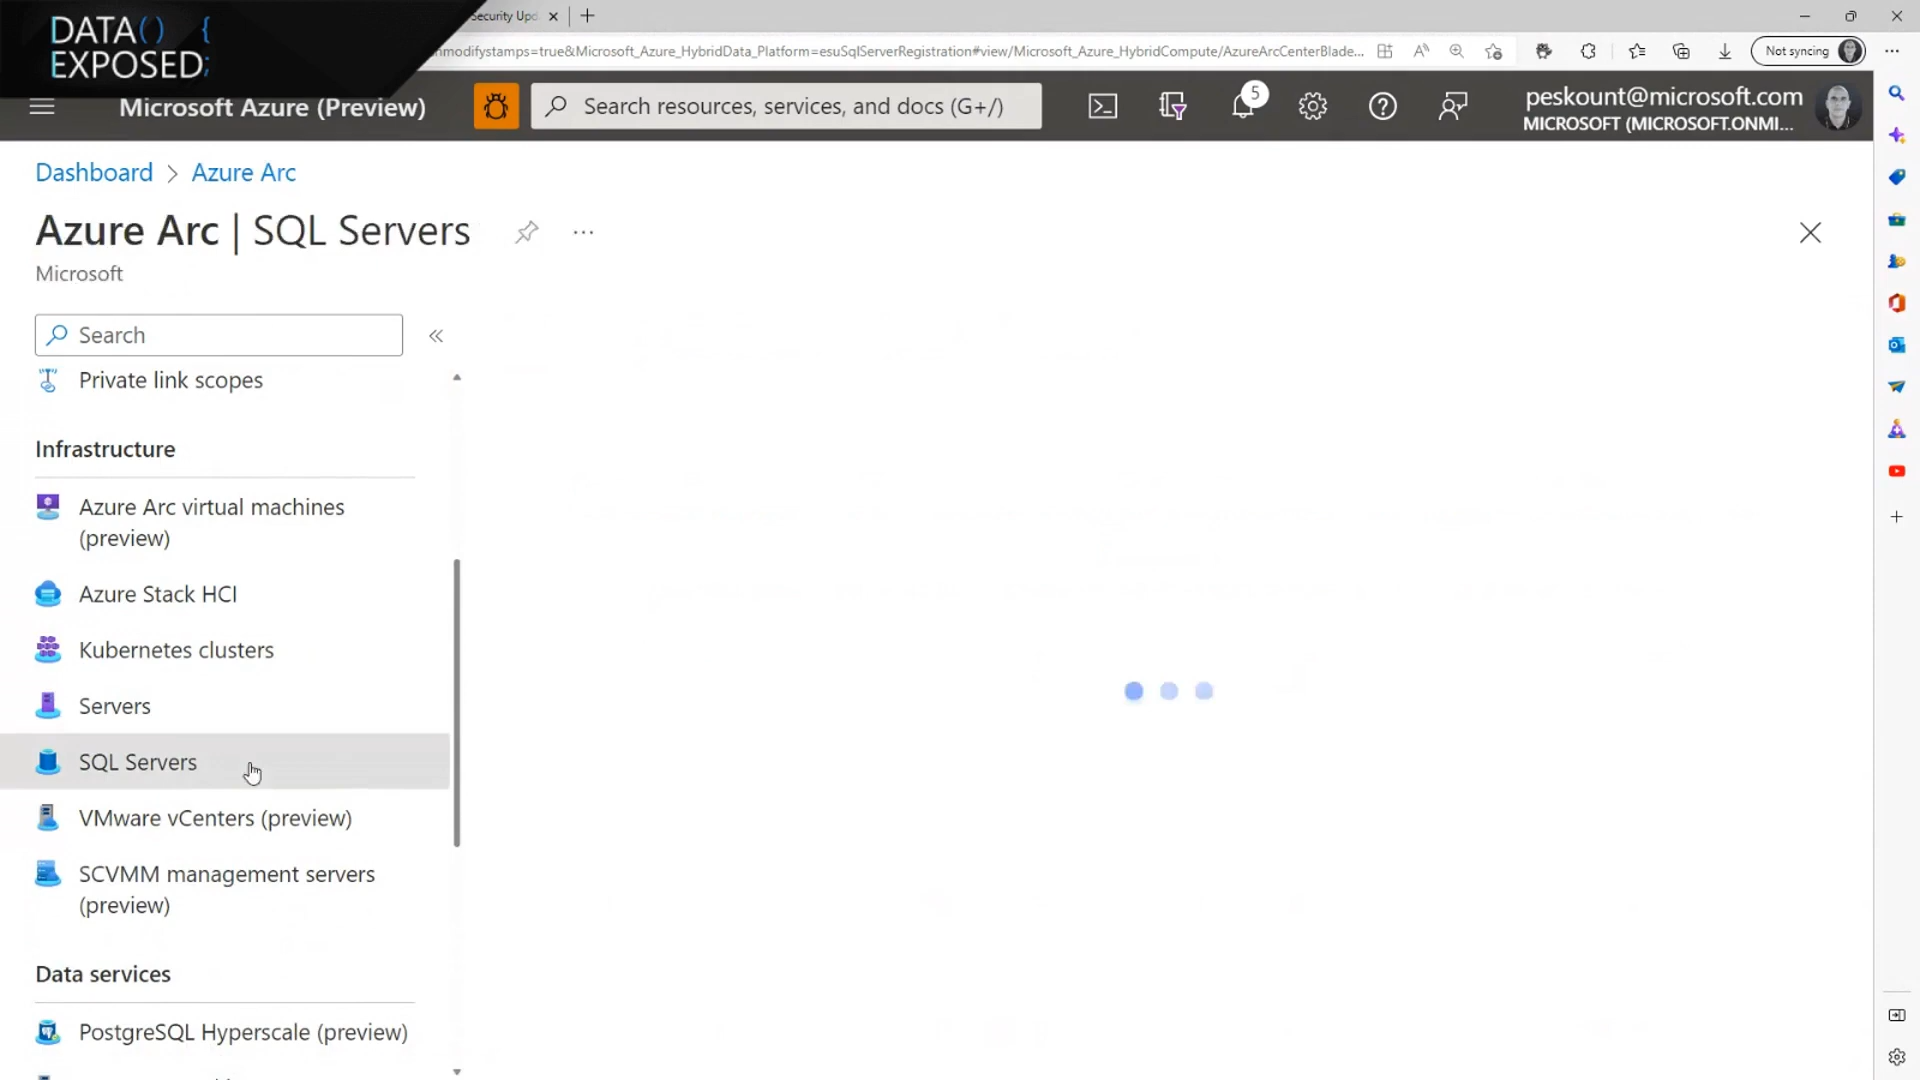 DATA() {
EXPOSED;
Security Upd
nmodifystamps=true&Microsoft_Azure_HybridData_Platform=esuSqlServerRegistration#view/Microsoft_Azure_HybridCompute/AzureArcCenterBlade...
Not syncing
Microsoft Azure (Preview)
Search resources, services, and docs (G+/)
5
peskount@microsoft.com
MICROSOFT (MICROSOFT.ONMI...
Dashboard > Azure Arc
Azure Arc | SQL Servers
Microsoft
Search
Private link scopes
Infrastructure
Azure Arc virtual machines
(preview)
Azure Stack HCI
Kubernetes clusters
Servers
SQL Servers
VMware vCenters (preview)
SCVMM management servers
(preview)
Data services
PostgreSQL Hyperscale (preview)